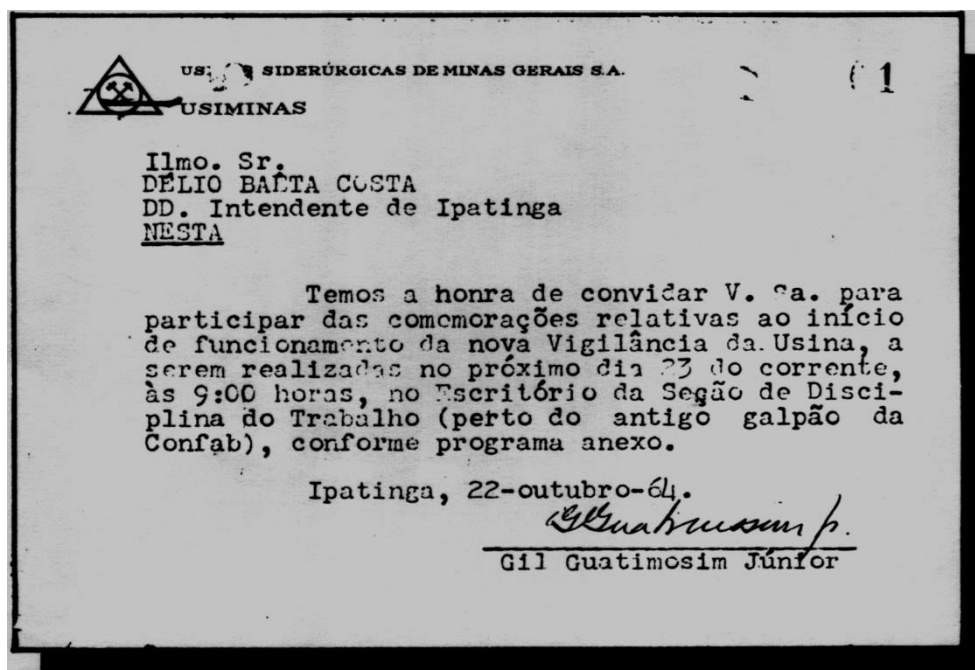 SIDERÚRGICAS DE MINAS GERAIS S.A.
1
USIMINAS
Ilmo. Sr.
DÉLIO BAÊTA COSTA
DD. Intendente de Ipatinga
NESTA
Temos a honra de convidar V. Sa. para
participar das comemorações relativas ao início
de funcionamento da nova Vigilância da Usina, a
serem realizadas no próximo dia 23 do corrente,
às 9:00 horas, no Escritório da Seção de Disci-
plina do Trabalho (perto do antigo galpão da
Confab), conforme programa anexo.
Ipatinga, 22-outubro-64.
GGuatimosim Jr.
Gil Guatimosim Júnior